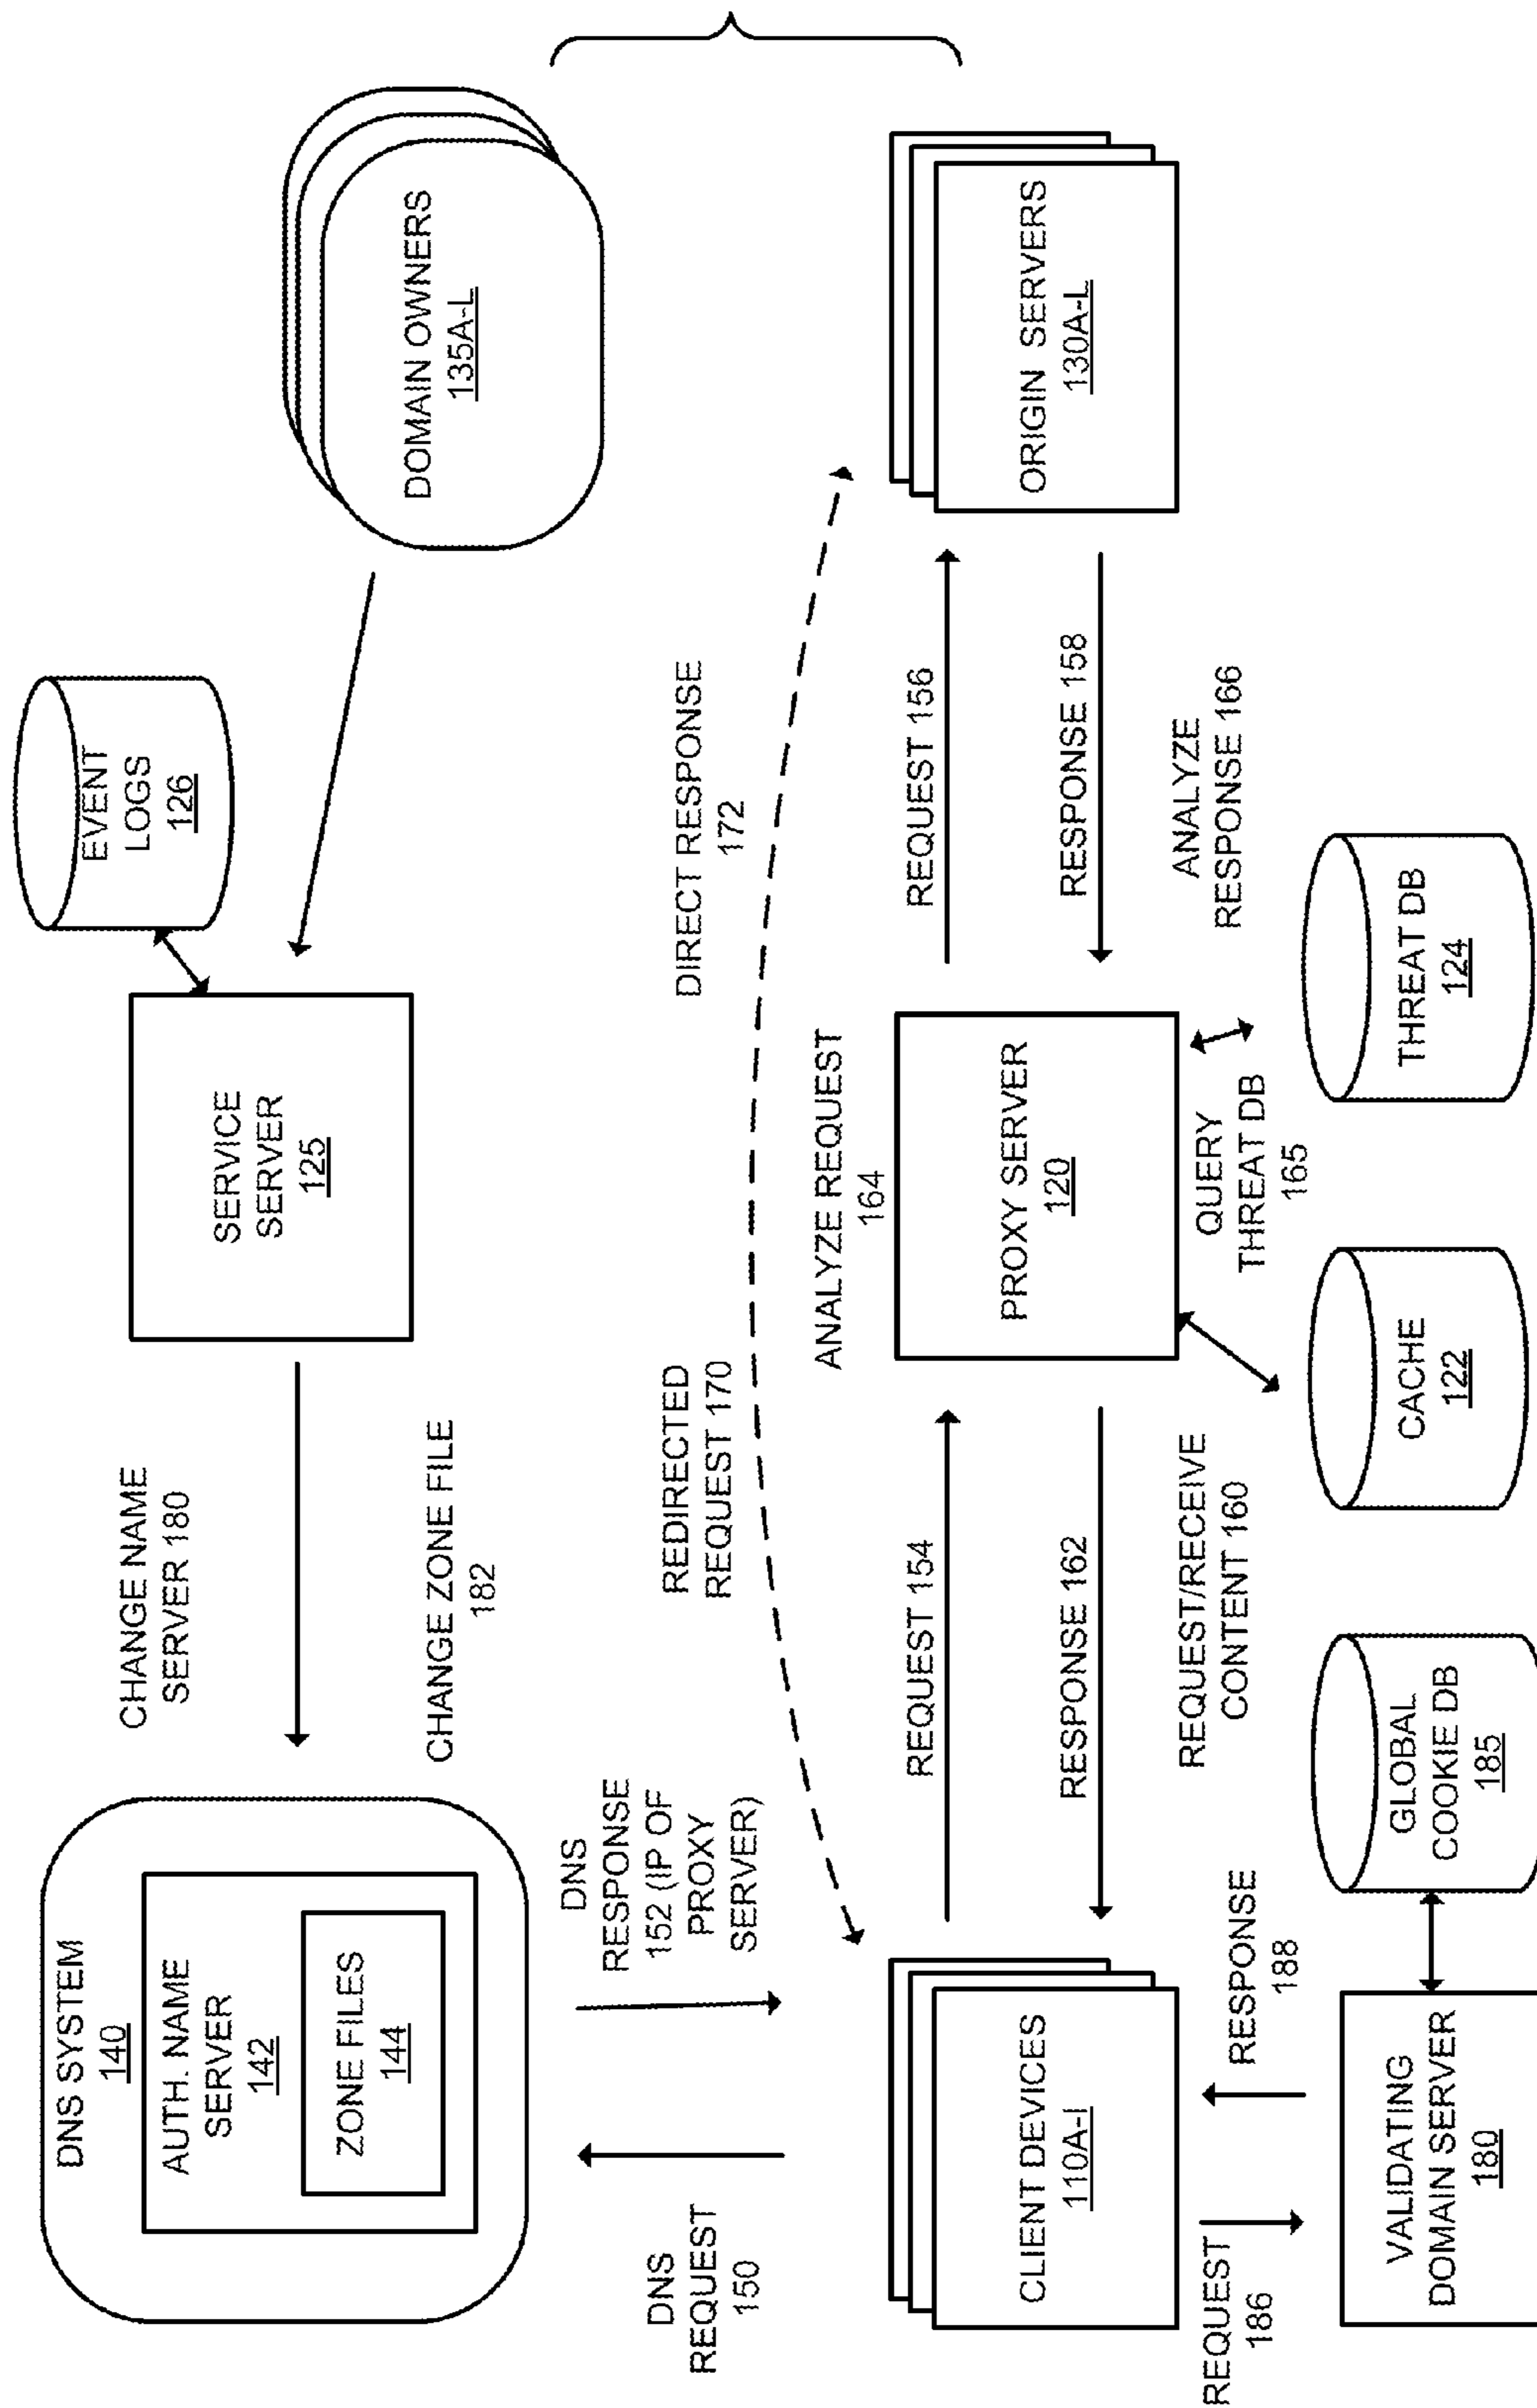 DNS SYSTEM
140
AUTH. NAME
SERVER
142
ZONE FILES
144
CHANGE NAME
SERVER 180
CHANGE ZONE FILE
182
SERVICE
SERVER
125
EVENT
LOGS
126
DOMAIN OWNERS
135A-L
DNS
REQUEST
150
DNS
RESPONSE
152 (IP OF
PROXY
SERVER)
REDIRECTED
REQUEST 170
DIRECT RESPONSE
172
CLIENT DEVICES
110A-I
REQUEST 154
RESPONSE 162
ANALYZE REQUEST
164
PROXY SERVER
120
REQUEST 156
RESPONSE 158
ANALYZE
RESPONSE 166
ORIGIN SERVERS
130A-L
REQUEST
186
RESPONSE
188
REQUEST/RECEIVE
CONTENT 160
QUERY
THREAT DB
165
VALIDATING
DOMAIN SERVER
180
GLOBAL
COOKIE DB
185
CACHE
122
THREAT DB
124